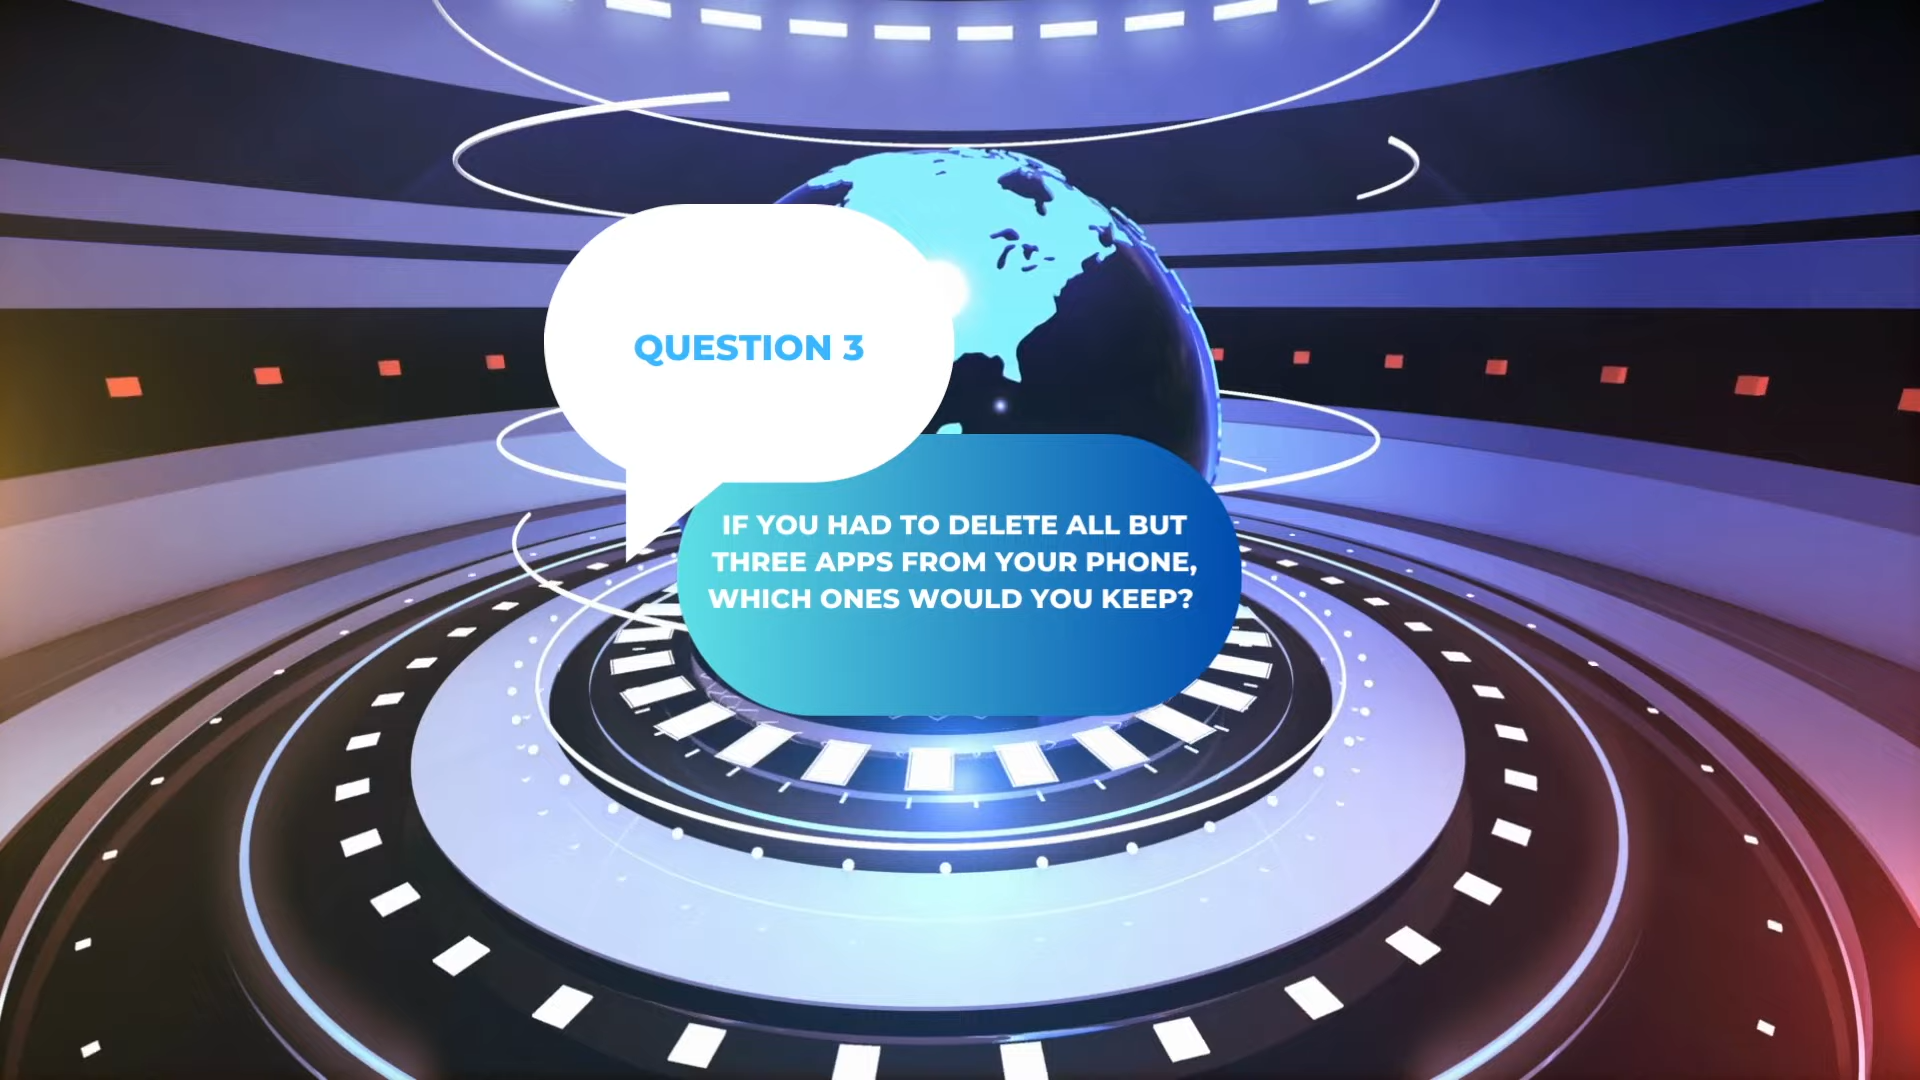 QUESTION 3
IF YOU HAD TO DELETE ALL BUT
THREE APPS FROM YOUR PHONE,
WHICH ONES WOULD YOU KEEP?